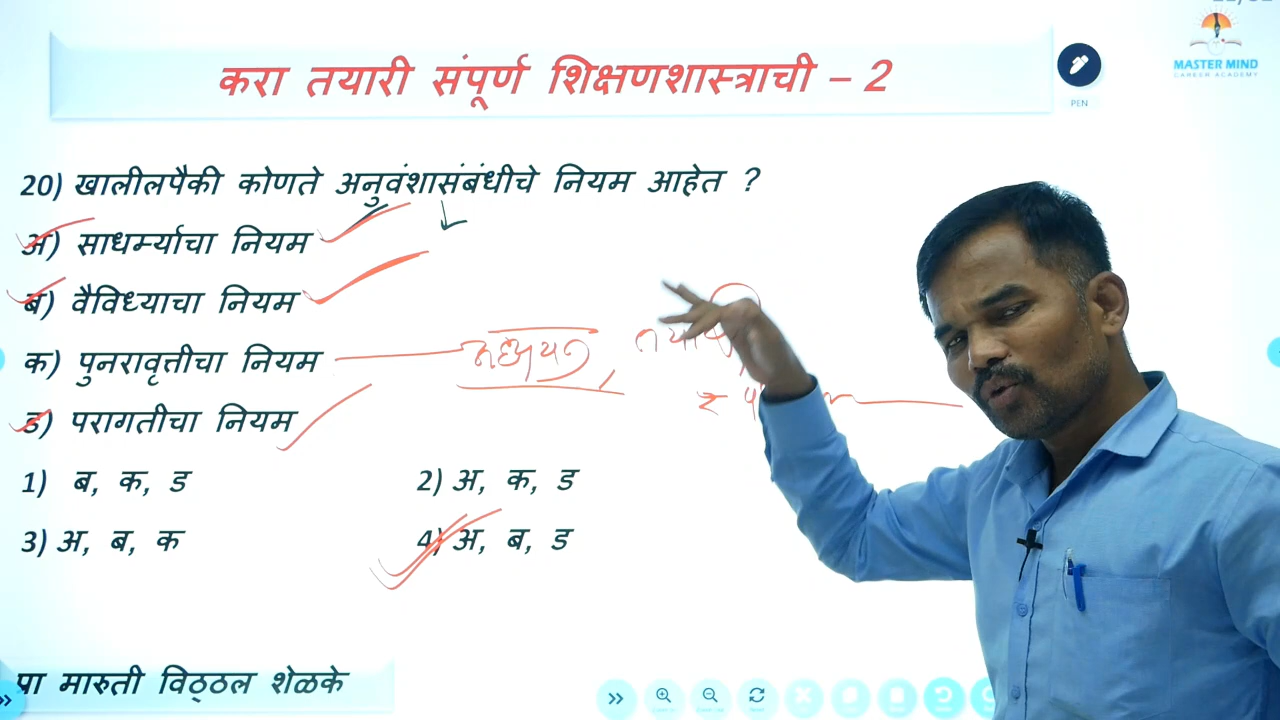 MASTER MIND
CAREER ACADEMY
करा तयारी संपूर्ण शिक्षणशास्त्राची – 2
PEN
20) खालीलपैकी कोणते अनुवंशासंबंधीचे नियम आहेत ?
अ) साधर्म्याचा नियम
ब) वैविध्याचा नियम
क) पुनरावृत्तीचा नियम
ड) परागतीचा नियम
1) ब, क, ड
2) अ, क, ड
3) अ, ब, क
4) अ, ब, ड
प्रा मारुती विठ्ठल शेळके